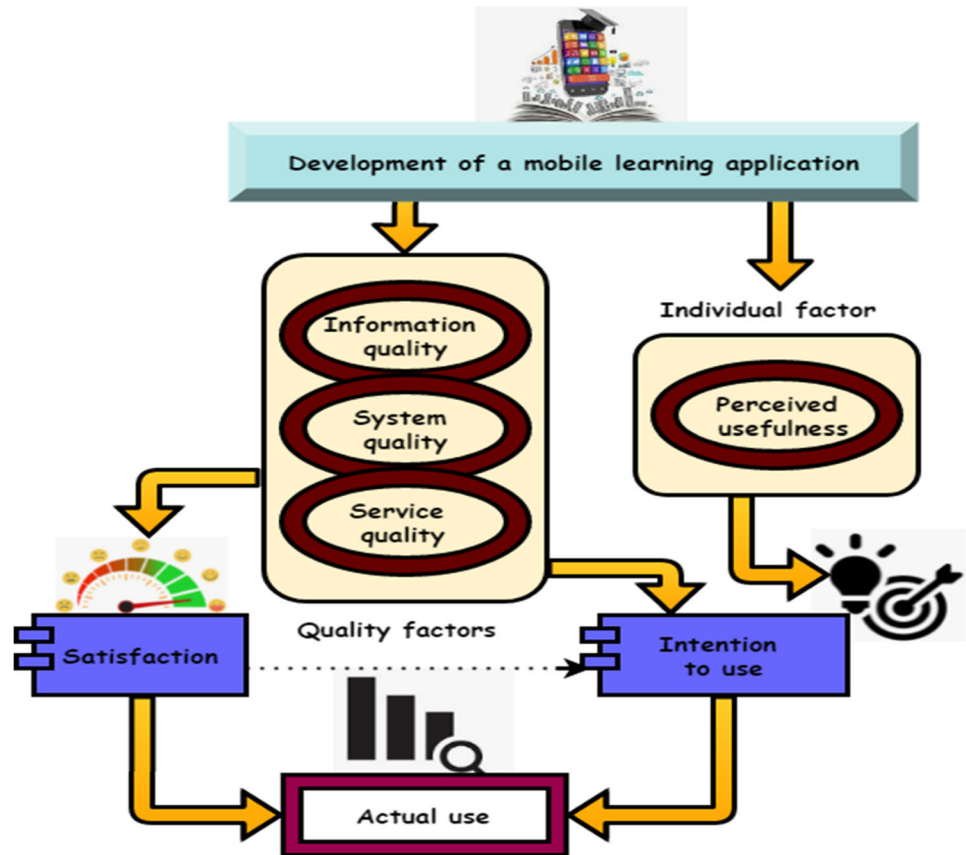 Development of a mobile learning application
Information
quality
System
quality
Service
quality
Quality factors
Individual factor
Perceived
usefulness
Satisfaction
Intention
to use
Actual use